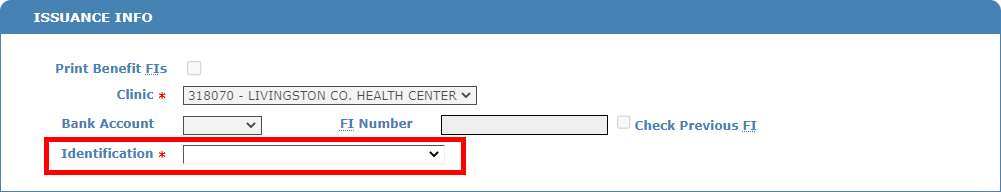 ISSUANCE INFO
Print Benefit FIs
Clinic * 318070 - LIVINGSTON CO. HEALTH CENTER
Bank Account FI Number Check Previous FI
Identification *